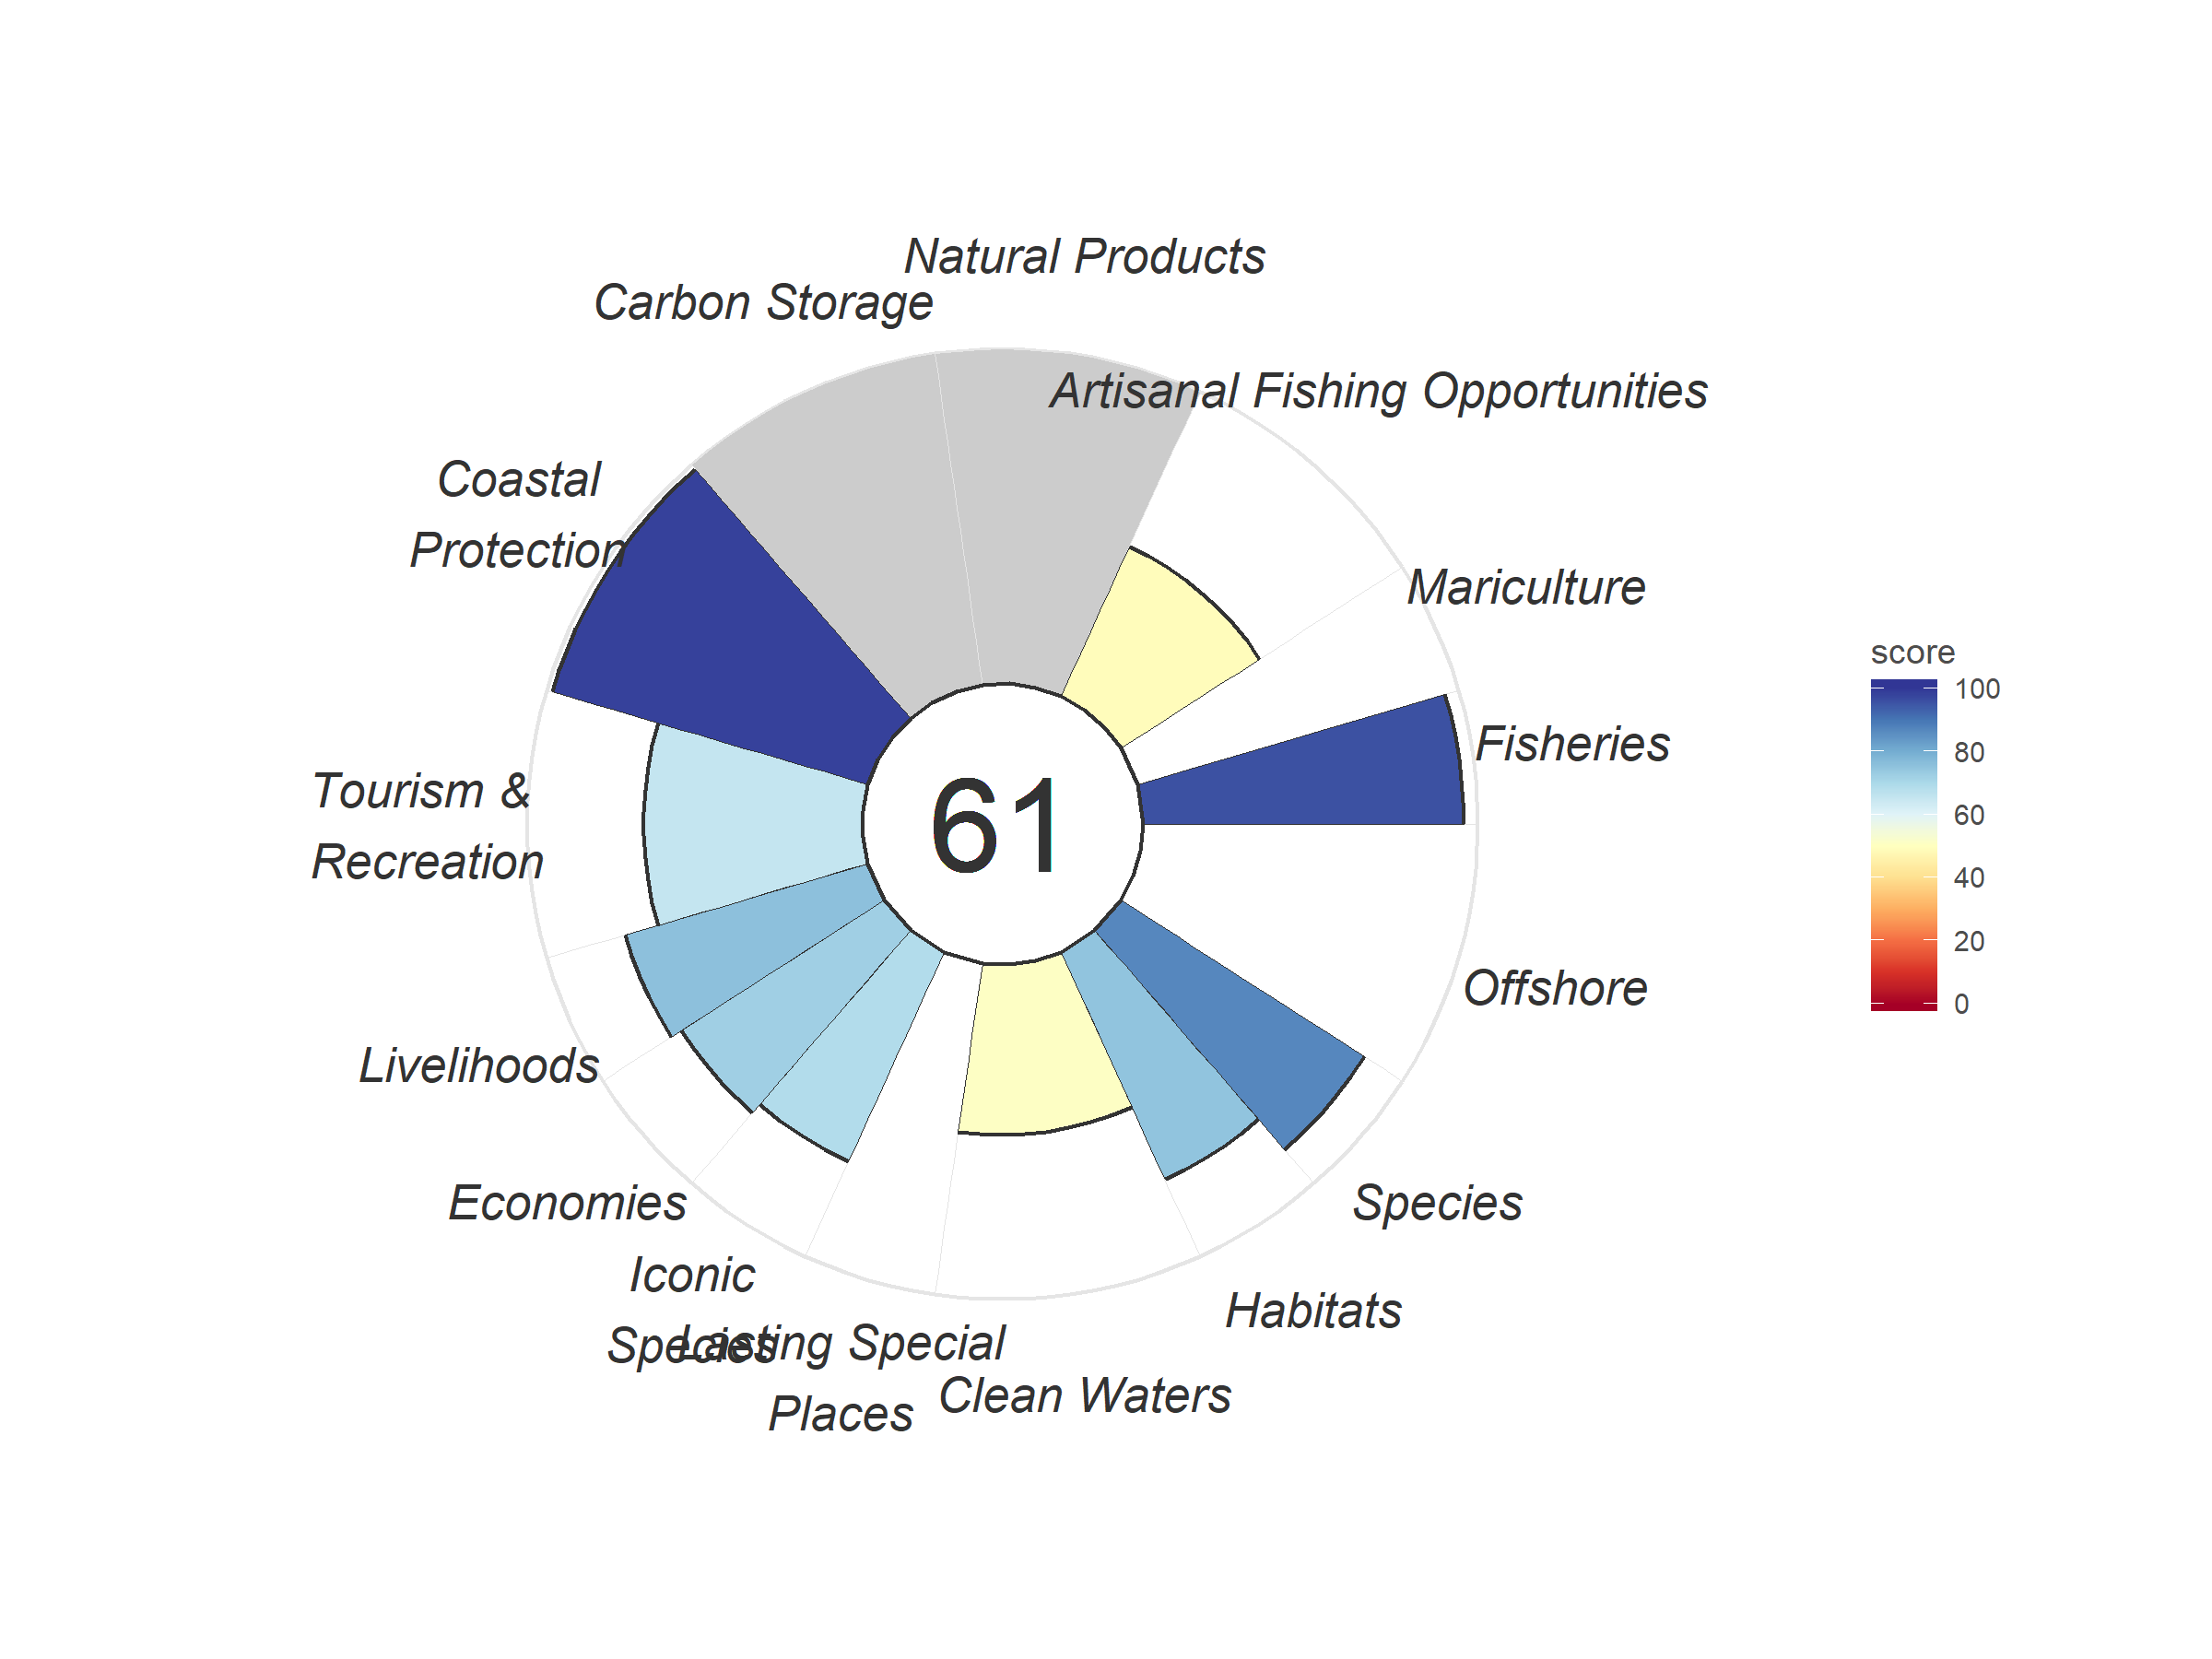 Natural Products
Carbon Storage
Artisanal Fishing Opportunities
Coastal
Protection
Mariculture
Fisheries
Tourism &
Recreation
61
Offshore
Livelihoods
Economies
Species
Iconic
Species
Habitats
Lasting Special
Places
Clean Waters
score
100
80
60
40
20
0